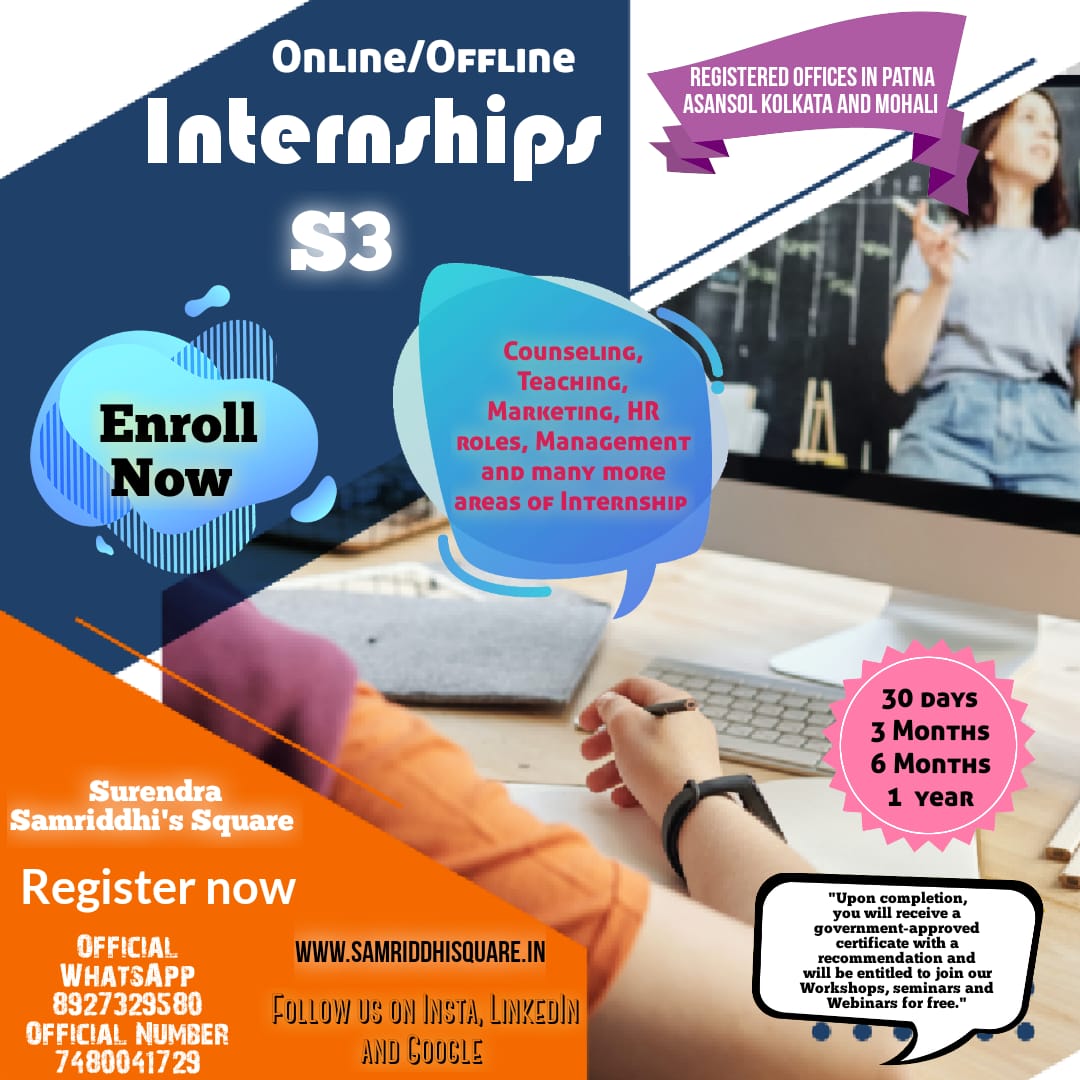 Online/Offline
Internships
S3
REGISTERED OFFICES IN PATNA
ASANSOL KOLKATA AND MOHALI
Enroll
Now
Counseling,
Teaching,
Marketing, HR
roles, Management
and many more
areas of Internship
30 days
3 Months
6 Months
1 year
Surendra
Samriddhi's Square
Register now
Official
WhatsApp
8927329580
Official Number
7480041729
WWW.SAMRIDDHISQUARE.IN
Follow us on Insta, LinkedIn
and Google
"Upon completion,
you will receive a
government-approved
certificate with a
recommendation and
will be entitled to join our
Workshops, seminars and
Webinars for free."